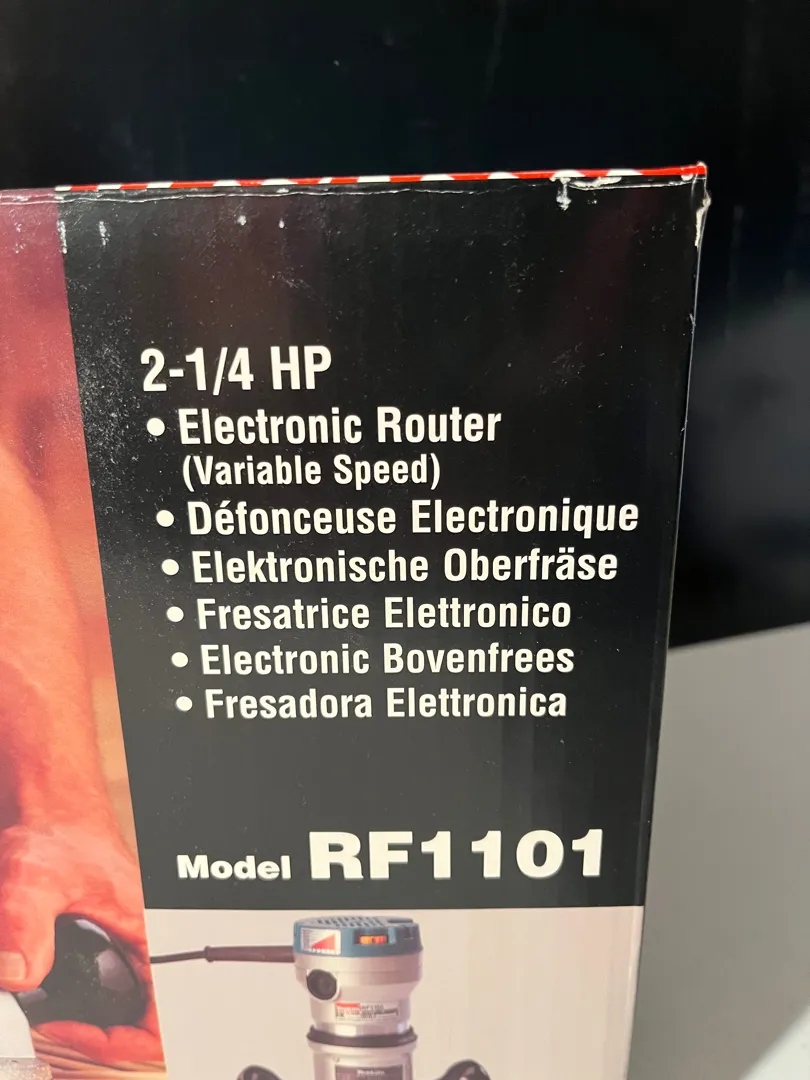 2-1/4 HP
• Electronic Router
(Variable Speed)
• Défonceuse Electronique
• Elektronische Oberfräse
• Fresatrice Elettronico
• Electronic Bovenfrees
• Fresadora Elettronica
Model RF1101